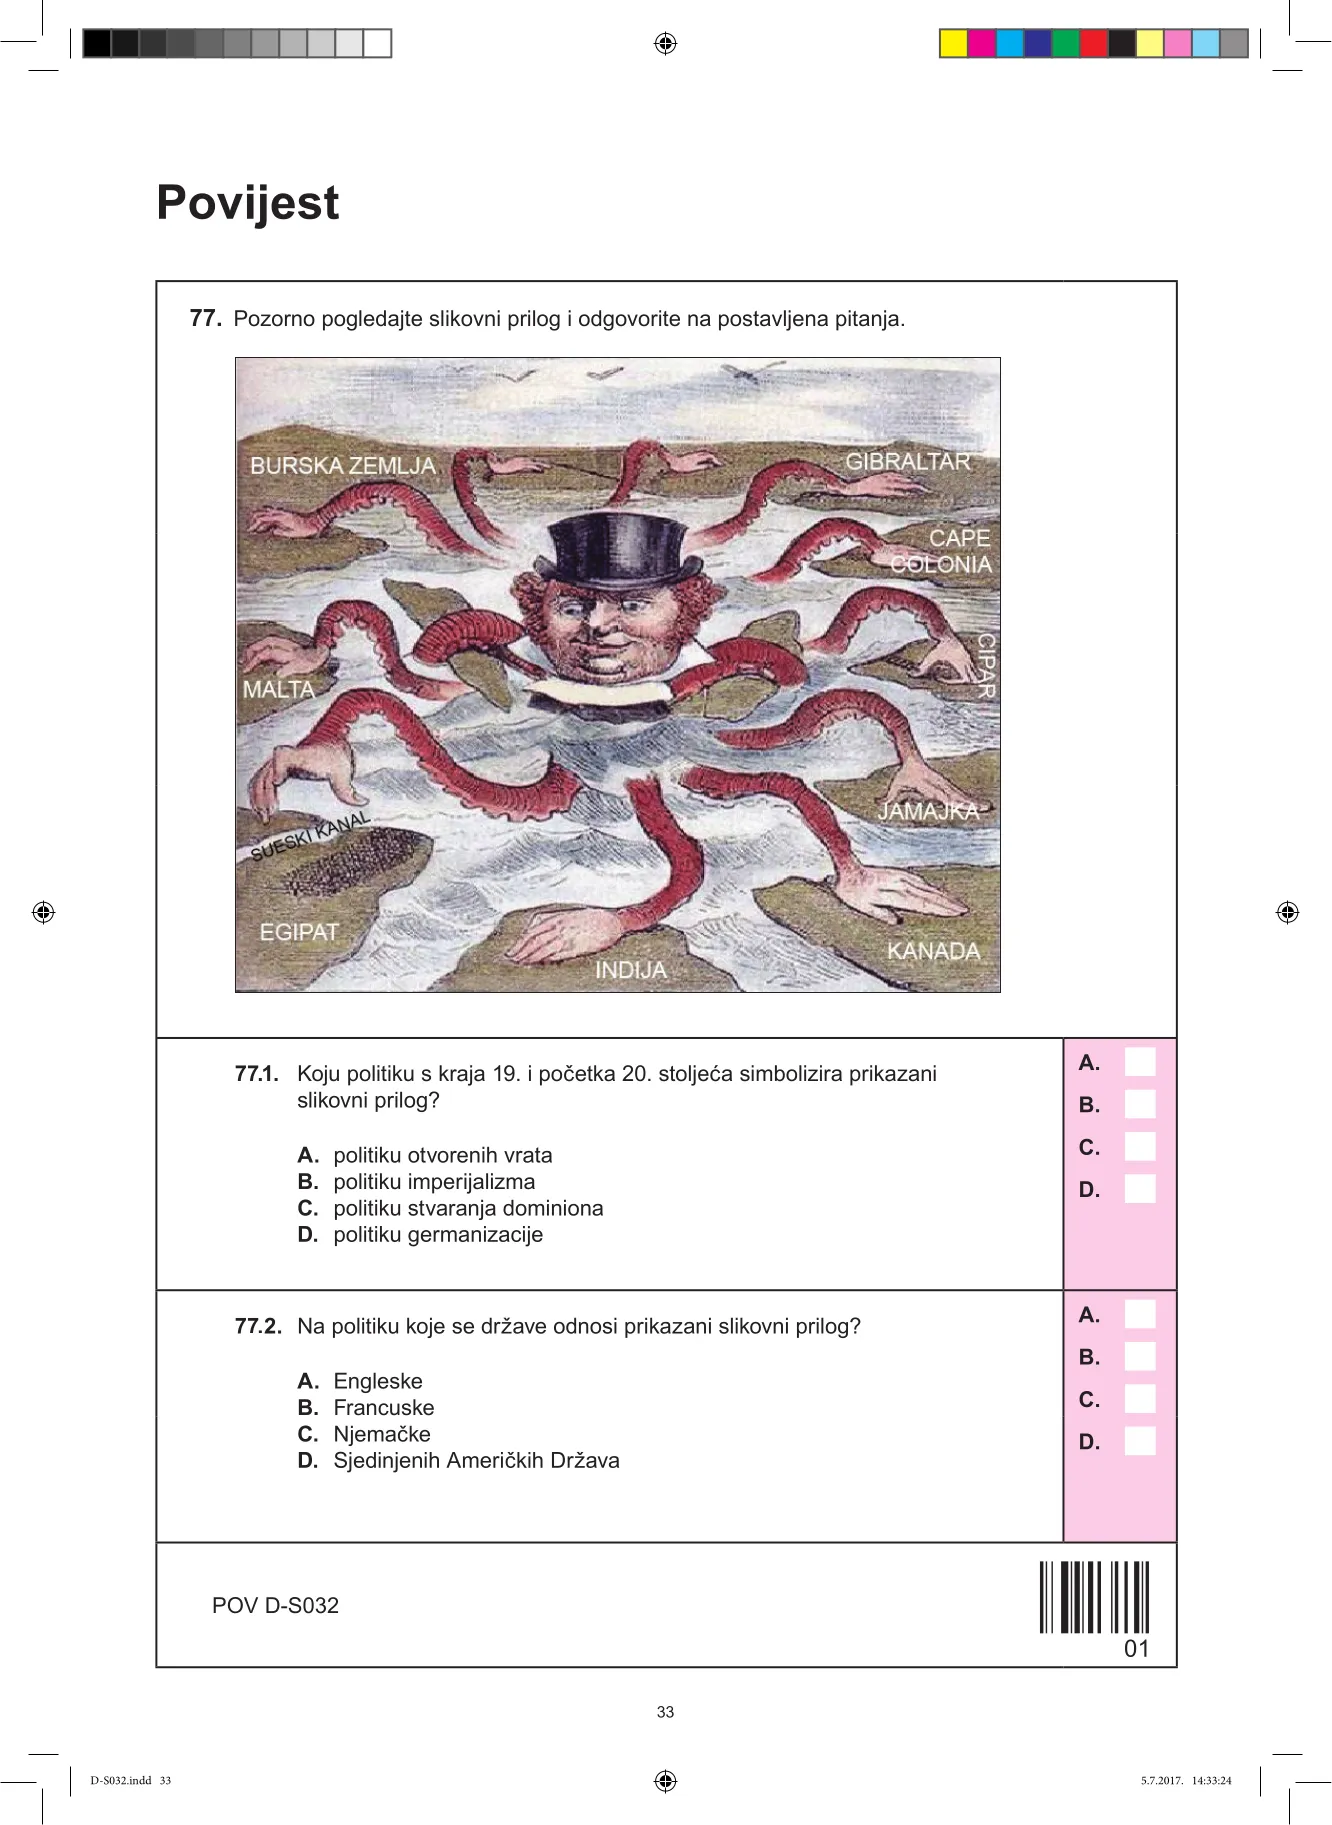 Povijest
77. Pozorno pogledajte slikovni prilog i odgovorite na postavljena pitanja.
BURSKA ZEMLJA
GIBRALTAR
CAPE
COLONIA
CIPAR
MALTA
JAMAJKA
SUESKI KANAL
EGIPAT
INDIJA
KANADA
77.1. Koju politiku s kraja 19. i početka 20. stoljeća simbolizira prikazani
slikovni prilog?
A. politiku otvorenih vrata
B. politiku imperijalizma
C. politiku stvaranja dominiona
D. politiku germanizacije
A.
B.
C.
D.
77.2. Na politiku koje se države odnosi prikazani slikovni prilog?
A. Engleske
B. Francuske
C. Njemačke
D. Sjedinjenih Američkih Država
A.
B.
C.
D.
POV D-S032
01
33
D-S032.indd 33
5.7.2017. 14:33:24